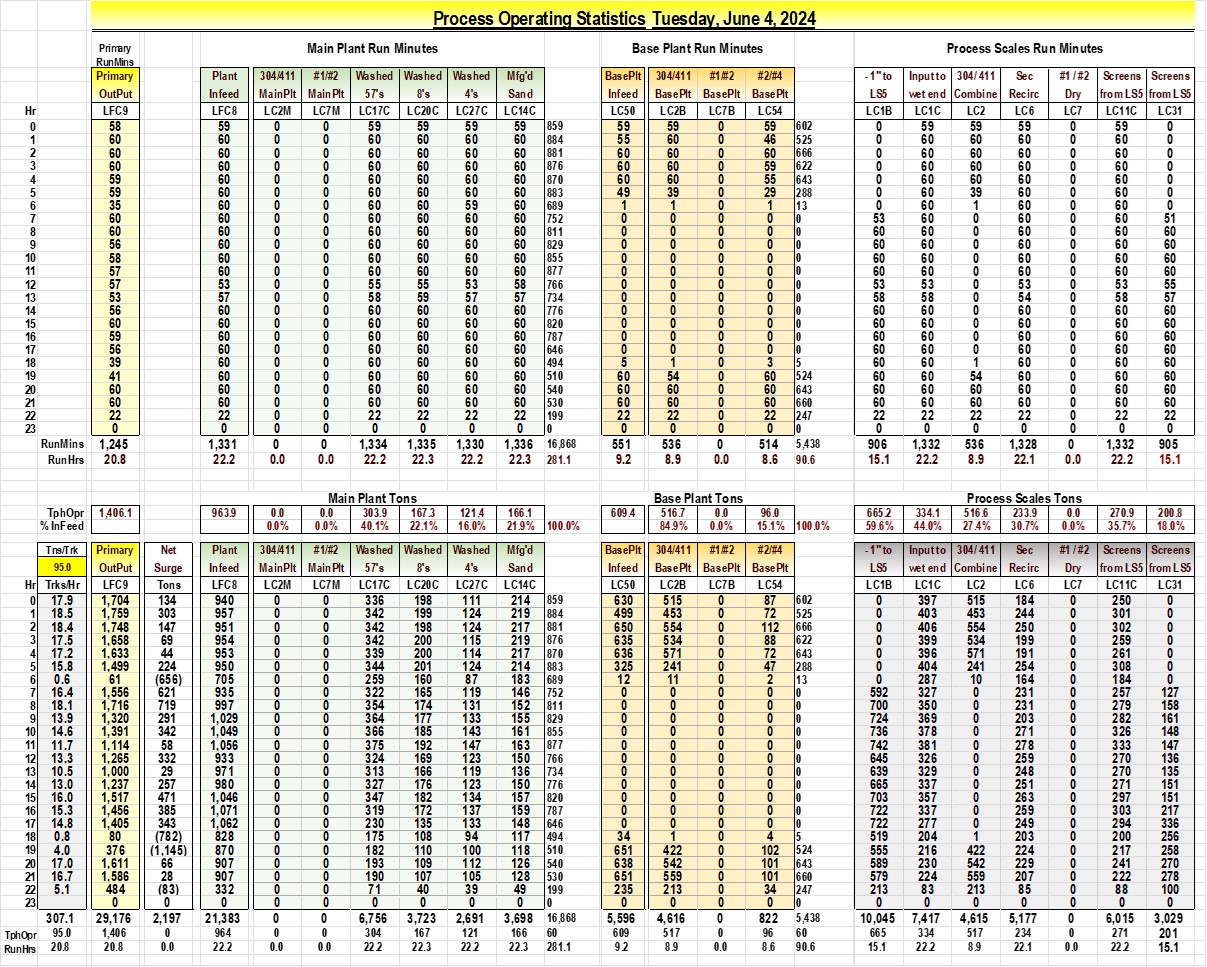 Process Operating Statistics Tuesday, June 4, 2024
Primary Main Plant Run Minutes Base Plant Run Minutes Process Scales Run Minutes
RunMins
Primary Plant 304/411 #1/#2 Washed Washed Washed Mfg'd BasePlt 304/411 #1/#2 #2/#4 - 1" to Input to 304/ 411 Sec #1 / #2 Screens Screens
OutPut Infeed MainPlt MainPlt 57's 8's 4's Sand Infeed BasePlt BasePlt BasePlt LS5 wet end Combine Recirc Dry from LS5 from LS5
Hr LFC9 LFC8 LC2M LC7M LC17C LC20C LC27C LC14C LC50 LC2B LC7B LC54 LC1B LC1C LC2 LC6 LC7 LC11C LC31
0 58 59 0 0 59 59 59 59 859 59 59 0 59 602 0 59 59 59 0 59 0
1 60 60 0 0 60 60 60 60 884 55 60 0 46 525 0 60 60 60 0 60 0
2 60 60 0 0 60 60 60 60 881 60 60 0 60 666 0 60 60 60 0 60 0
3 60 60 0 0 60 60 60 60 876 60 60 0 59 622 0 60 60 60 0 60 0
4 59 60 0 0 60 60 60 60 870 60 60 0 55 643 0 60 60 60 0 60 0
5 59 60 0 0 60 60 60 60 883 49 39 0 29 288 0 60 39 60 0 60 0
6 35 60 0 0 60 60 59 60 689 1 1 0 1 13 0 60 1 60 0 60 0
7 60 60 0 0 60 60 60 60 752 0 0 0 0 0 53 60 0 60 0 60 51
8 60 60 0 0 60 60 60 60 811 0 0 0 0 0 60 60 0 60 0 60 60
9 56 60 0 0 60 60 60 60 829 0 0 0 0 0 60 60 0 60 0 60 60
10 58 60 0 0 60 60 60 60 855 0 0 0 0 0 60 60 0 60 0 60 60
11 57 60 0 0 60 60 60 60 877 0 0 0 0 0 60 60 0 60 0 60 60
12 57 53 0 0 55 55 53 58 766 0 0 0 0 0 53 53 0 53 0 53 55
13 53 57 0 0 58 59 57 57 734 0 0 0 0 0 58 58 0 54 0 58 57
14 56 60 0 0 60 60 60 60 776 0 0 0 0 0 60 60 0 60 0 60 60
15 60 60 0 0 60 60 60 60 820 0 0 0 0 0 60 60 0 60 0 60 60
16 59 60 0 0 60 60 60 60 787 0 0 0 0 0 60 60 0 60 0 60 60
17 56 60 0 0 60 60 60 60 646 0 0 0 0 0 60 60 0 60 0 60 60
18 39 60 0 0 60 60 60 60 494 5 1 0 3 5 60 60 1 60 0 60 60
19 41 60 0 0 60 60 60 60 510 60 54 0 60 524 60 60 54 60 0 60 60
20 60 60 0 0 60 60 60 60 540 60 60 0 60 643 60 60 60 60 0 60 60
21 60 60 0 0 60 60 60 60 530 60 60 0 60 660 60 60 60 60 0 60 60
22 22 22 0 0 22 22 22 22 199 22 22 0 22 247 22 22 22 22 0 22 22
23 0 0 0 0 0 0 0 0 0 0 0 0 0 0 0 0 0 0 0 0 0
RunMins 1,245 1,331 0 0 1,334 1,335 1,330 1,336 16,868 551 536 0 514 5,438 906 1,332 536 1,328 0 1,332 905
RunHrs 20.8 22.2 0.0 0.0 22.2 22.3 22.2 22.3 281.1 9.2 8.9 0.0 8.6 90.6 15.1 22.2 8.9 22.1 0.0 22.2 15.1
Main Plant Tons Base Plant Tons Process Scales Tons
TphOpr 1,406.1 963.9 0.0 0.0 303.9 167.3 121.4 166.1 609.4 516.7 0.0 96.0 665.2 334.1 516.6 233.9 0.0 270.9 200.8
% InFeed 0.0% 0.0% 40.1% 22.1% 16.0% 21.9% 100.0% 84.9% 0.0% 15.1% 100.0% 59.6% 44.0% 27.4% 30.7% 0.0% 35.7% 18.0%
Tns/Trk Primary Net Plant 304/411 #1/#2 Washed Washed Washed Mfg'd BasePlt 304/411 #1/#2 #2/#4 - 1" to Input to 304/ 411 Sec #1 / #2 Screens Screens
95.0 OutPut Surge Infeed MainPlt MainPlt 57's 8's 4's Sand Infeed BasePlt BasePlt BasePlt LS5 wet end Combine Recirc Dry from LS5 from LS5
Hr Trks/Hr LFC9 Tons LFC8 LC2M LC7M LC17C LC20C LC27C LC14C LC50 LC2B LC7B LC54 LC1B LC1C LC2 LC6 LC7 LC11C LC31
0 17.9 1,704 134 940 0 0 336 198 111 214 859 630 515 0 87 602 0 397 515 184 0 250 0
1 18.5 1,759 303 957 0 0 342 199 124 219 884 499 453 0 72 525 0 403 453 244 0 301 0
2 18.4 1,748 147 951 0 0 342 198 124 217 881 650 554 0 112 666 0 406 554 250 0 302 0
3 17.5 1,658 69 954 0 0 342 200 115 219 876 635 534 0 88 622 0 399 534 199 0 259 0
4 17.2 1,633 44 953 0 0 339 200 114 217 870 636 571 0 72 643 0 396 571 191 0 261 0
5 15.8 1,499 224 950 0 0 344 201 124 214 883 325 241 0 47 288 0 404 241 254 0 308 0
6 0.6 61 (656) 705 0 0 259 160 87 183 689 12 11 0 2 13 0 287 10 164 0 184 0
7 16.4 1,556 621 935 0 0 322 165 119 146 752 0 0 0 0 0 592 327 0 231 0 257 127
8 18.1 1,716 719 997 0 0 354 174 131 152 811 0 0 0 0 0 700 350 0 231 0 279 158
9 13.9 1,320 291 1,029 0 0 364 177 133 155 829 0 0 0 0 0 724 369 0 203 0 282 161
10 14.6 1,391 342 1,049 0 0 366 185 143 161 855 0 0 0 0 0 736 378 0 271 0 326 148
11 11.7 1,114 58 1,056 0 0 375 192 147 163 877 0 0 0 0 0 742 381 0 278 0 333 147
12 13.3 1,265 332 933 0 0 324 169 123 150 766 0 0 0 0 0 645 326 0 259 0 270 136
13 10.5 1,000 29 971 0 0 313 166 119 136 734 0 0 0 0 0 639 329 0 248 0 270 135
14 13.0 1,237 257 980 0 0 327 176 123 150 776 0 0 0 0 0 665 337 0 251 0 271 151
15 16.0 1,517 471 1,046 0 0 347 182 134 157 820 0 0 0 0 0 703 357 0 263 0 297 151
16 15.3 1,456 385 1,071 0 0 319 172 137 159 787 0 0 0 0 0 722 337 0 259 0 303 217
17 14.8 1,405 343 1,062 0 0 230 135 133 148 646 0 0 0 0 0 722 277 0 249 0 294 336
18 0.8 80 (782) 828 0 0 175 108 94 117 494 34 1 0 4 5 519 204 1 203 0 200 256
19 4.0 376 (1,145) 870 0 0 182 110 100 118 510 651 422 0 102 524 555 216 422 224 0 217 258
20 17.0 1,611 66 907 0 0 193 109 112 126 540 638 542 0 101 643 589 230 542 229 0 241 270
21 16.7 1,586 28 907 0 0 190 107 105 128 530 651 559 0 101 660 579 224 559 207 0 222 278
22 5.1 484 (83) 332 0 0 71 40 39 49 199 235 213 0 34 247 213 83 213 85 0 88 100
23 0 0 0 0 0 0 0 0 0 0 0 0 0 0 0 0 0 0 0 0 0 0
307.1 29,176 2,197 21,383 0 0 6,756 3,723 2,691 3,698 16,868 5,596 4,616 0 822 5,438 10,045 7,417 4,615 5,177 0 6,015 3,029
TphOpr 95.0 1,406 0 964 0 0 304 167 121 166 60 609 517 0 96 60 665 334 517 234 0 271 201
RunHrs 20.8 20.8 0.0 22.2 0.0 0.0 22.2 22.3 22.2 22.3 281.1 9.2 8.9 0.0 8.6 90.6 15.1 22.2 8.9 22.1 0.0 22.2 15.1